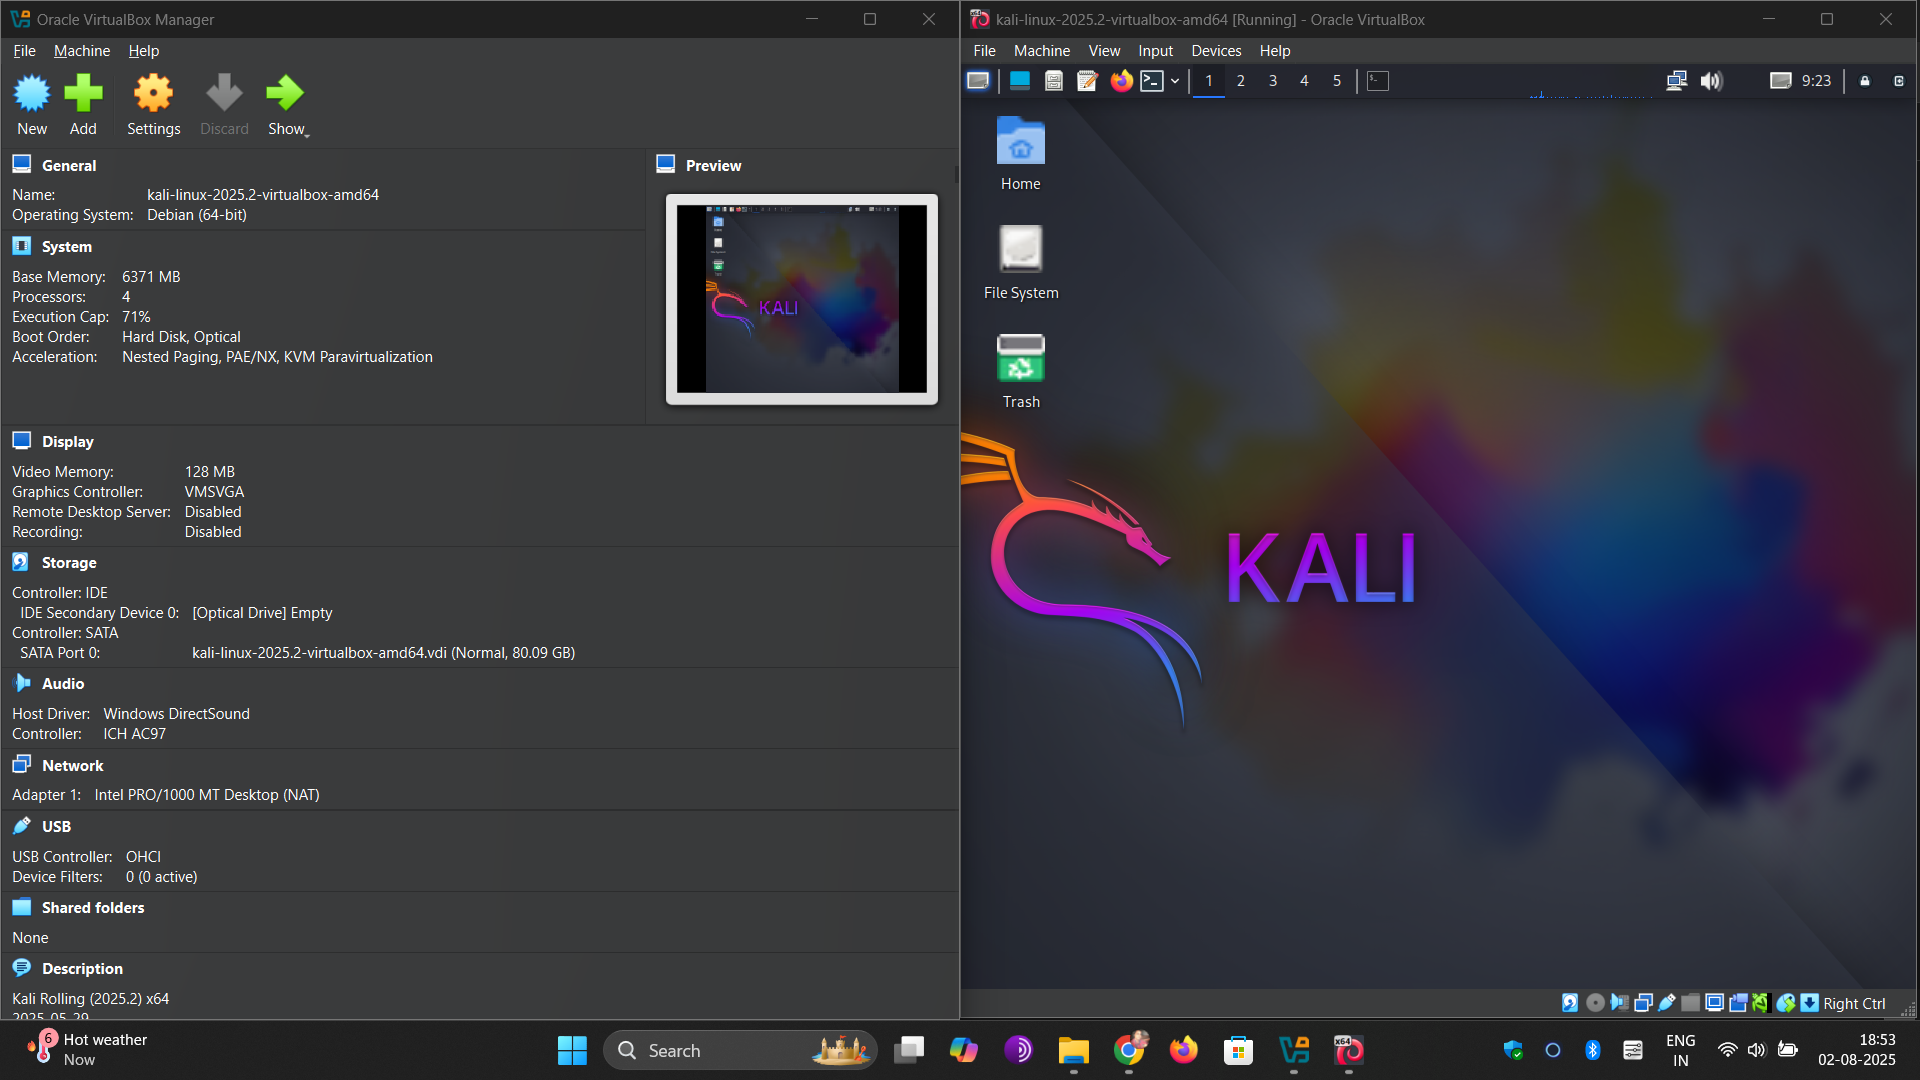 Oracle VirtualBox Manager
File Machine Help
New Add Settings Discard Show
General
Name: kali-linux-2025.2-virtualbox-amd64
Operating System: Debian (64-bit)
System
Base Memory: 6371 MB
Processors: 4
Execution Cap: 71%
Boot Order: Hard Disk, Optical
Acceleration: Nested Paging, PAE/NX, KVM Paravirtualization
Preview
KALI
Display
Video Memory: 128 MB
Graphics Controller: VMSVGA
Remote Desktop Server: Disabled
Recording: Disabled
Storage
Controller: IDE
IDE Secondary Device 0: [Optical Drive] Empty
Controller: SATA
SATA Port 0: kali-linux-2025.2-virtualbox-amd64.vdi (Normal, 80.09 GB)
Audio
Host Driver: Windows DirectSound
Controller: ICH AC97
Network
Adapter 1: Intel PRO/1000 MT Desktop (NAT)
USB
USB Controller: OHCI
Device Filters: 0 (0 active)
Shared folders
None
Description
Kali Rolling (2025.2) x64
2025-05-29
kali-linux-2025.2-virtualbox-amd64 [Running] - Oracle VirtualBox
File Machine View Input Devices Help
1 2 3 4 5 9:23
Home
File System
Trash
KALI
Right Ctrl
6 Hot weather
Now
Search
x64
ENG
IN
18:53
02-08-2025